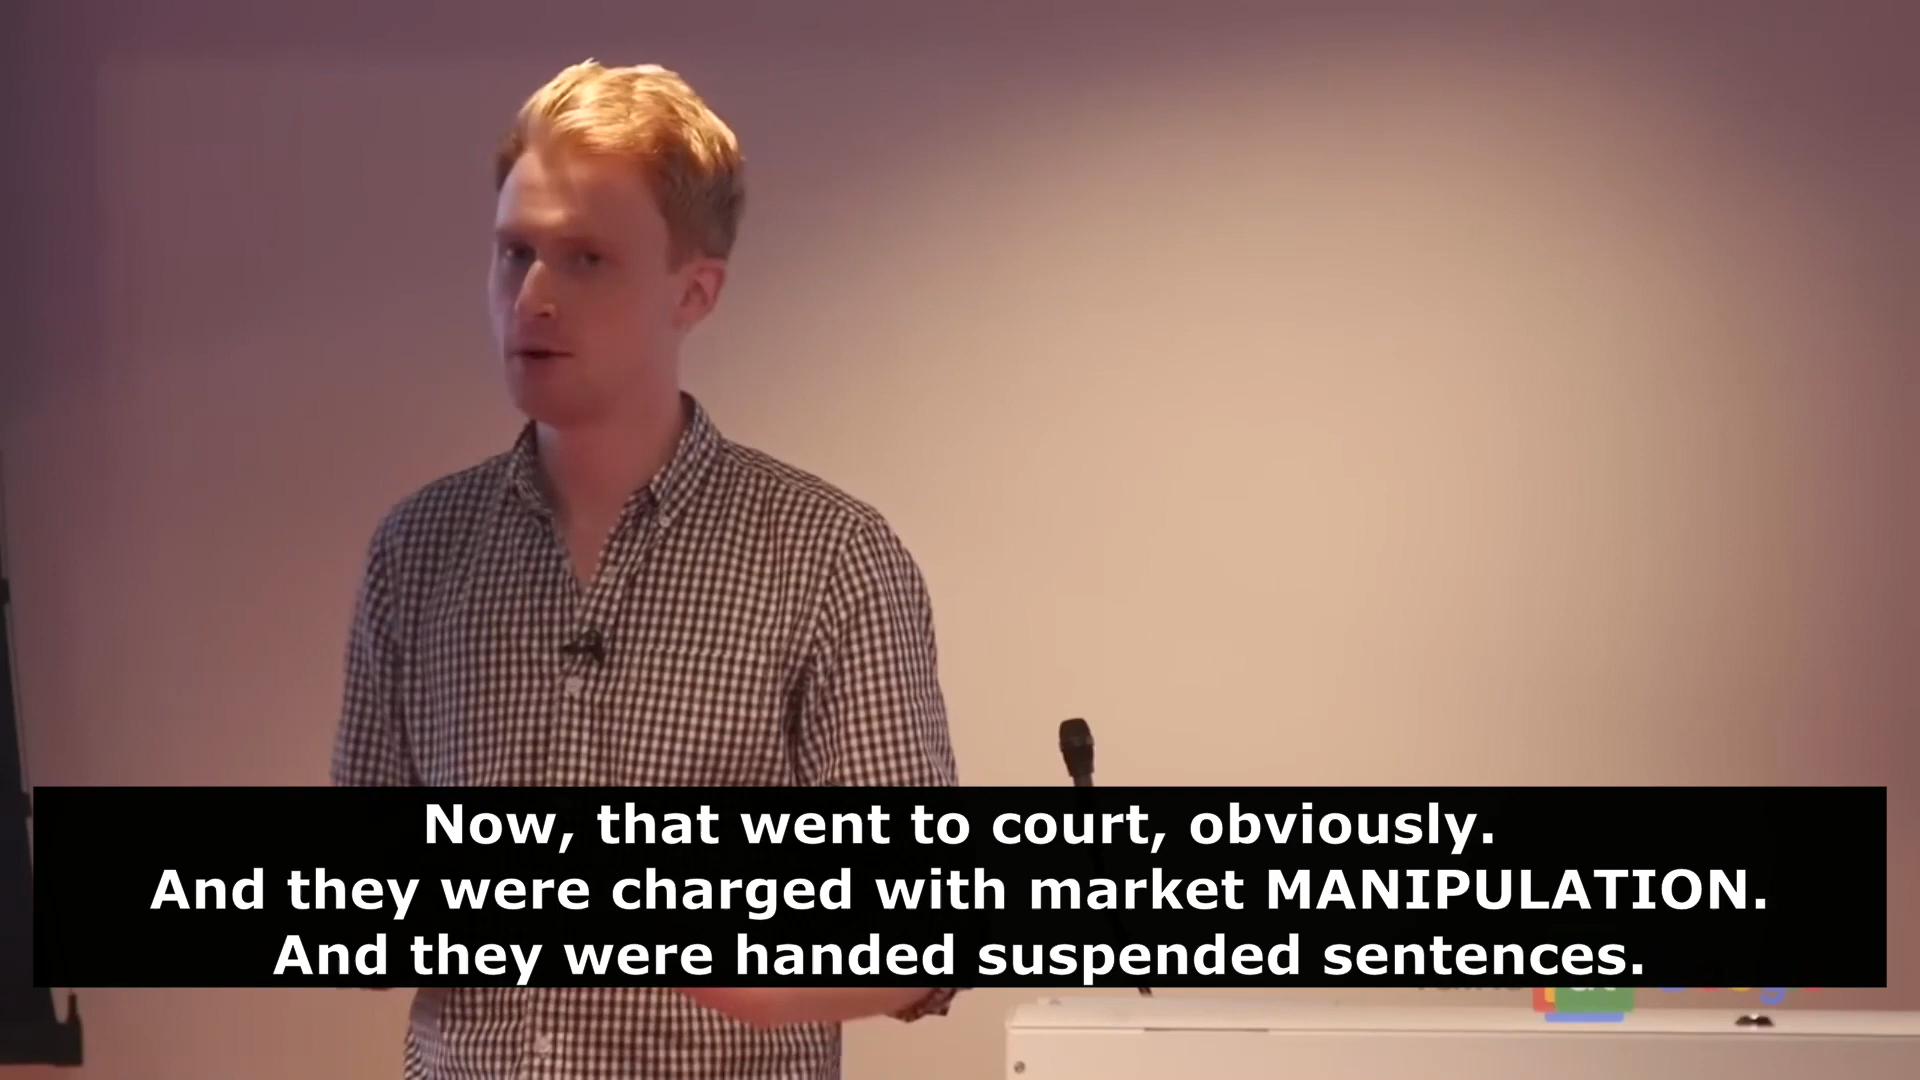 Now, that went to court, obviously.
And they were charged with market MANIPULATION.
And they were handed suspended sentences.